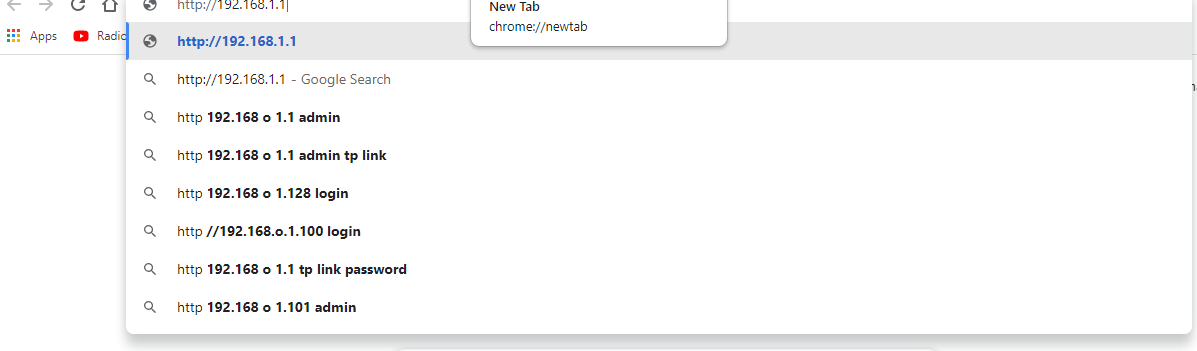 New Tab
chrome://newtab
http://192.168.1.1
Apps
Radio
http://192.168.1.1
http://192.168.1.1 - Google Search
http 192.168 o 1.1 admin
http 192.168 o 1.1 admin tp link
http 192.168 o 1.128 login
http //192.168.o.1.100 login
http 192.168 o 1.1 tp link password
http 192.168 o 1.101 admin